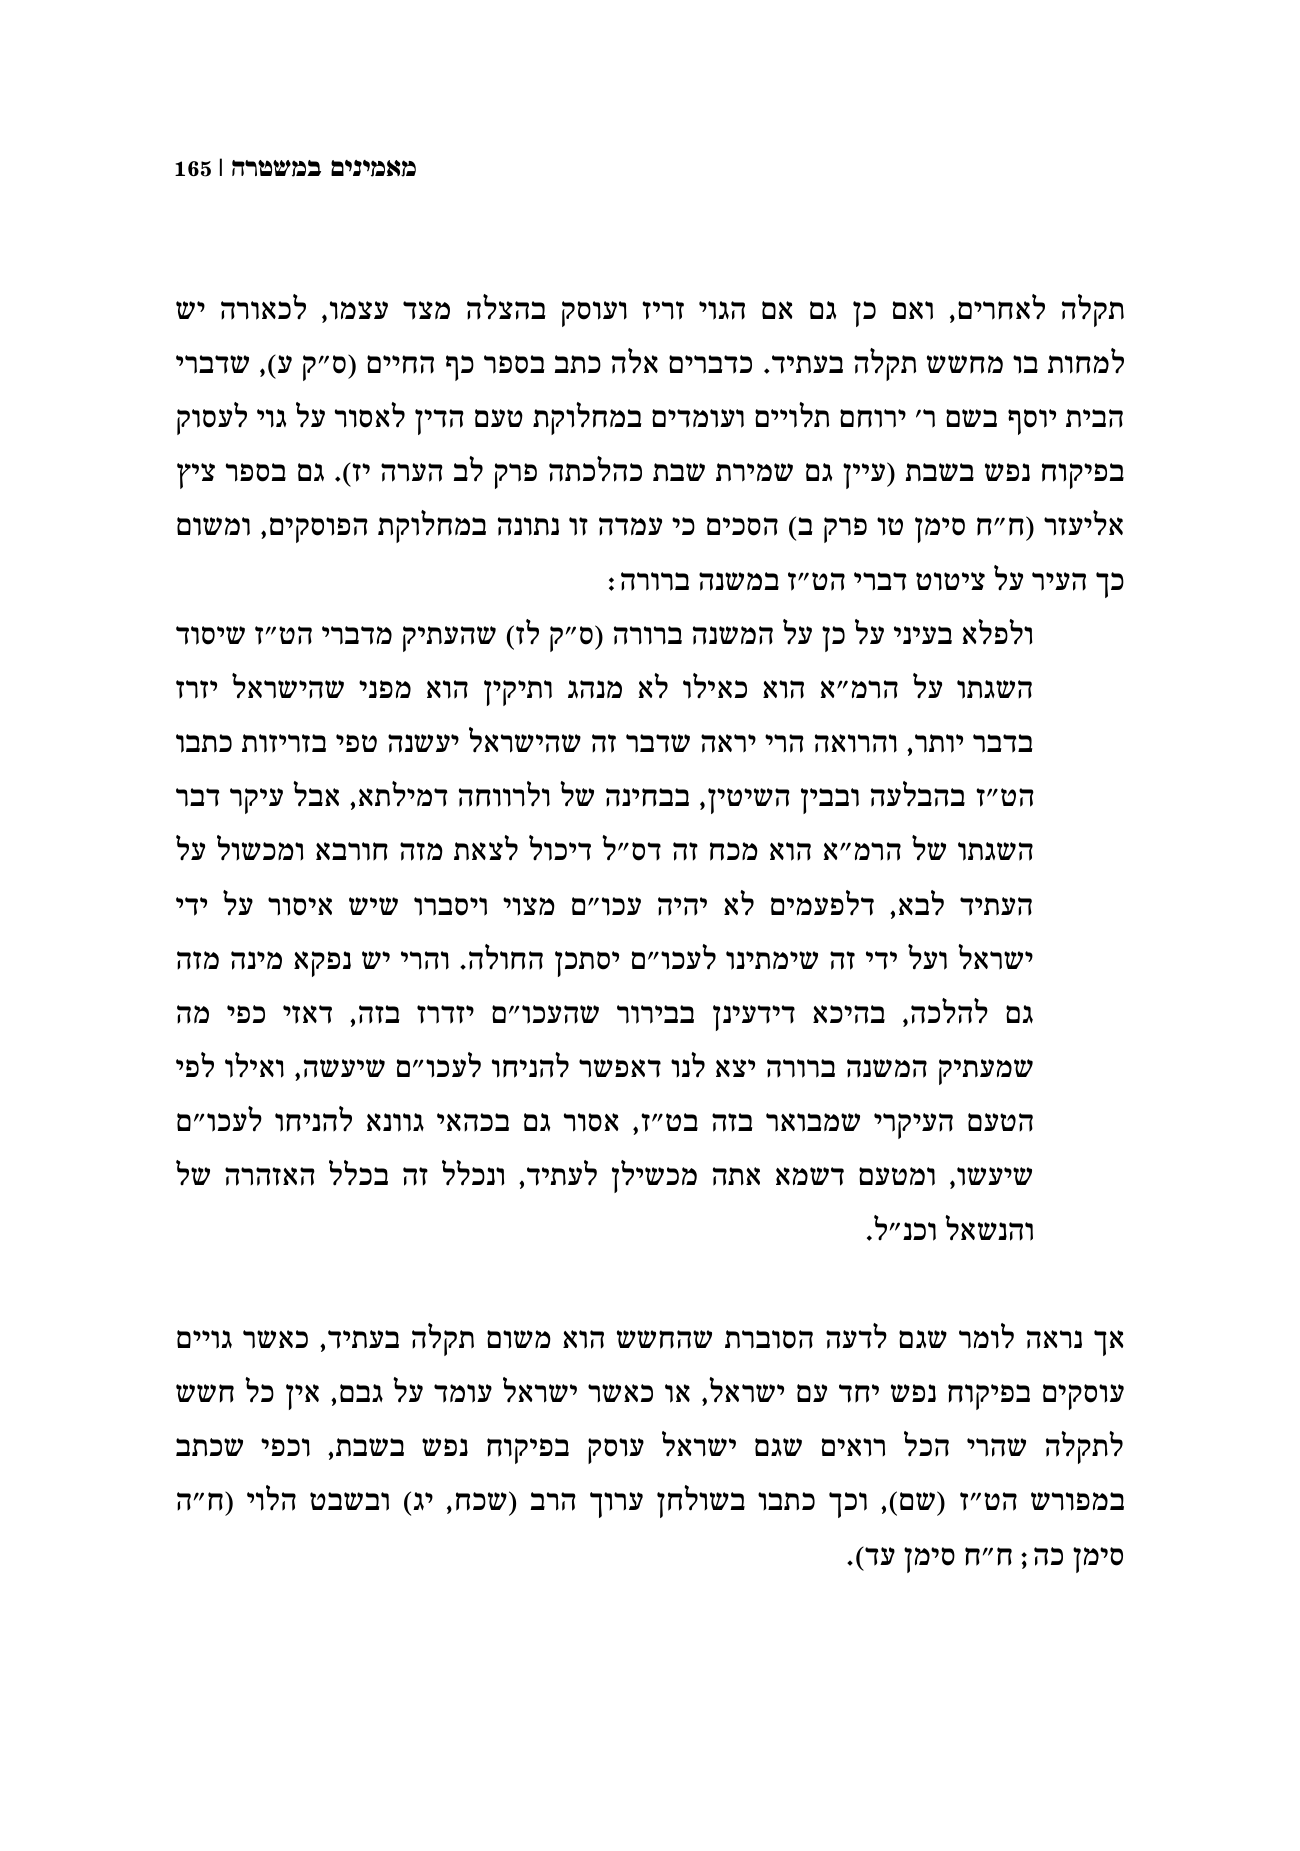 מאמינים במשטרה | 165
תקלה לאחרים, ואם כן גם אם הגוי זריז ועוסק בהצלה מצד עצמו, לכאורה יש
למחות בו מחשש תקלה בעתיד. כדברים אלה כתב בספר כף החיים (ס״ק ע), שדברי
הבית יוסף בשם ר׳ ירוחם תלויים ועומדים במחלוקת טעם הדין לאסור על גוי לעסוק
בפיקוח נפש בשבת (עיין גם שמירת שבת כהלכתה פרק לב הערה יז). גם בספר ציץ
אליעזר (ח״ח סימן טו פרק ב) הסכים כי עמדה זו נתונה במחלוקת הפוסקים, ומשום
כך העיר על ציטוט דברי הט״ז במשנה ברורה:
ולפלא בעיני על כן על המשנה ברורה (ס״ק לז) שהעתיק מדברי הט״ז שיסוד
השגתו על הרמ״א הוא כאילו לא מנהג ותיקין הוא מפני שהישראל יזרז
בדבר יותר, והרואה הרי יראה שדבר זה שהישראל יעשנה טפי בזריזות כתבו
הט״ז בהבלעה ובבין השיטין, בבחינה של ולרווחה דמילתא, אבל עיקר דבר
השגתו של הרמ״א הוא מכח זה דס״ל דיכול לצאת מזה חורבא ומכשול על
העתיד לבא, דלפעמים לא יהיה עכו״ם מצוי ויסברו שיש איסור על ידי
ישראל ועל ידי זה שימתינו לעכו״ם יסתכן החולה. והרי יש נפקא מינה מזה
גם להלכה, בהיכא דידעינן בבירור שהעכו״ם יזדרז בזה, דאזי כפי מה
שמעתיק המשנה ברורה יצא לנו דאפשר להניחו לעכו״ם שיעשה, ואילו לפי
הטעם העיקרי שמבואר בזה בט״ז, אסור גם בכהאי גוונא להניחו לעכו״ם
שיעשו, ומטעם דשמא אתה מכשילן לעתיד, ונכלל זה בכלל האזהרה של
והנשאל וכנ״ל.
אך נראה לומר שגם לדעה הסוברת שהחשש הוא משום תקלה בעתיד, כאשר גויים
עוסקים בפיקוח נפש יחד עם ישראל, או כאשר ישראל עומד על גבם, אין כל חשש
לתקלה שהרי הכל רואים שגם ישראל עוסק בפיקוח נפש בשבת, וכפי שכתב
במפורש הט״ז (שם), וכך כתבו בשולחן ערוך הרב (שכח, יג) ובשבט הלוי (ח״ה
סימן כה; ח״ח סימן עד).